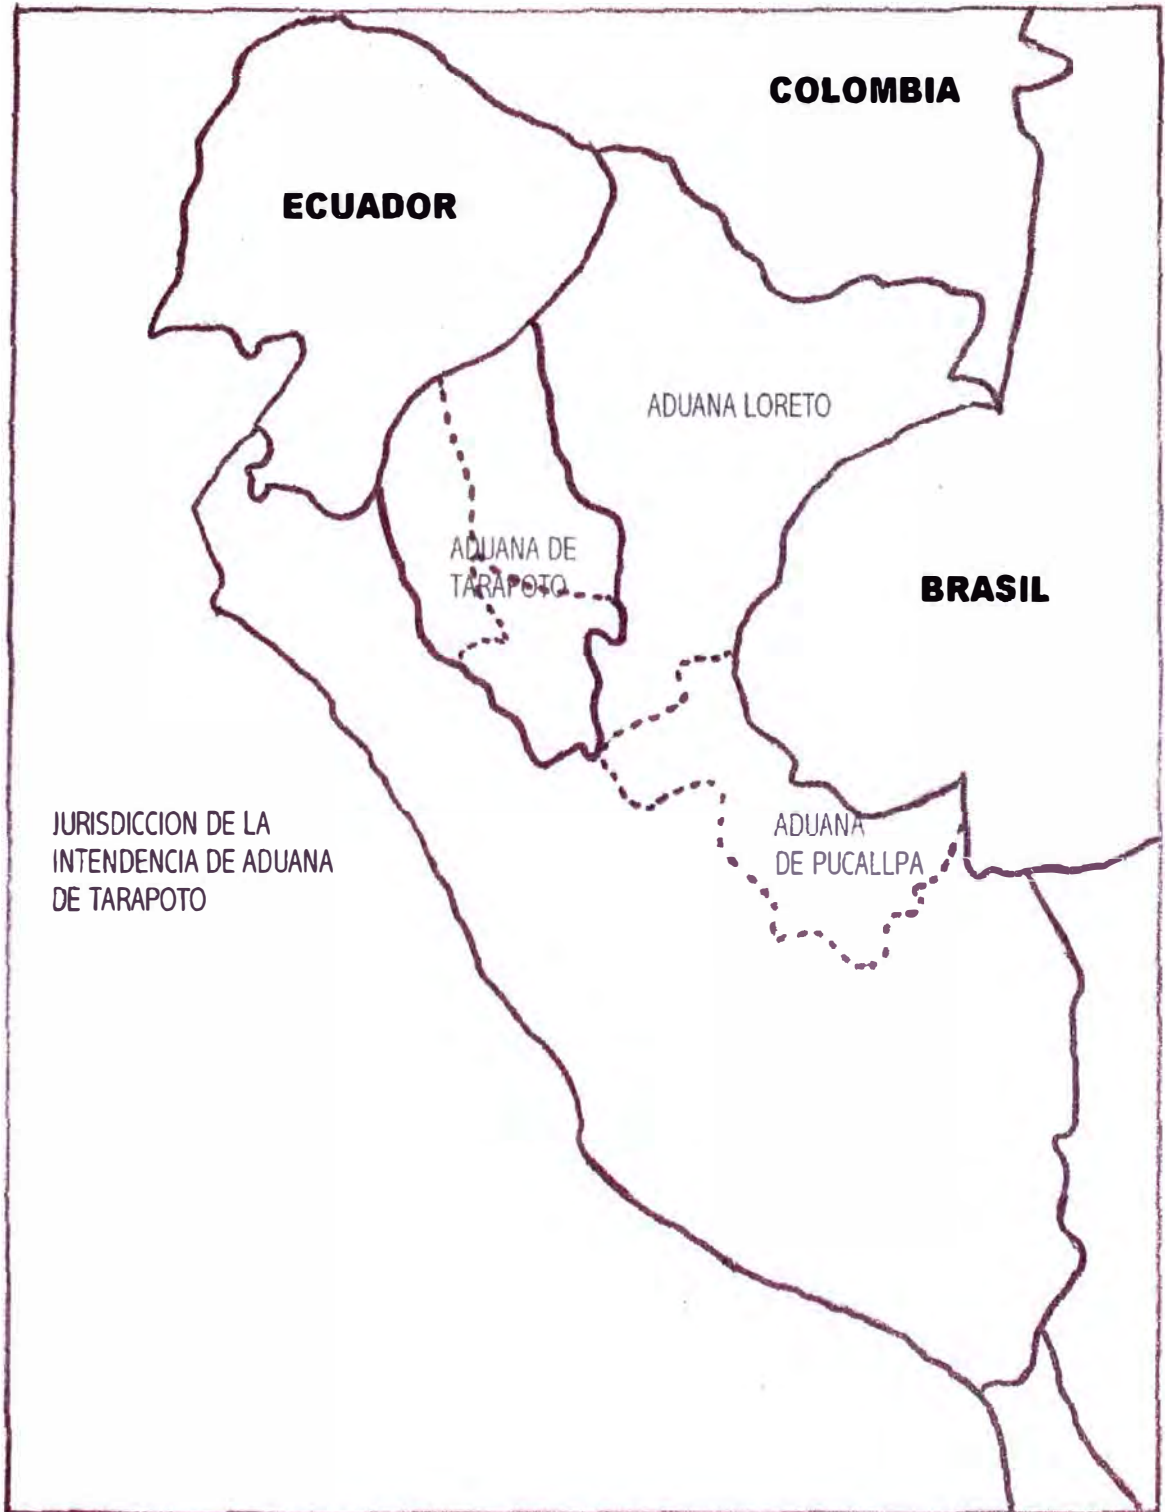 COLOMBIA
ECUADOR
ADUANA LORETO
ADUANA DE
TARAPOTO
BRASIL
JURISDICCION DE LA
INTENDENCIA DE ADUANA
DE TARAPOTO
ADUANA
DE PUCALLPA